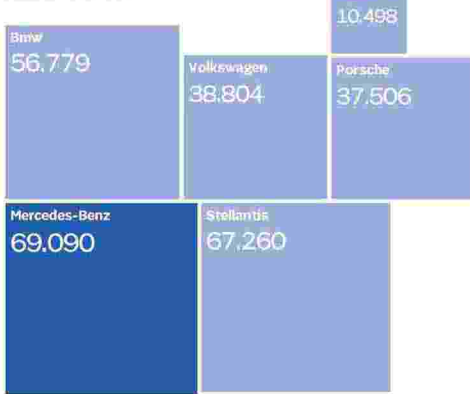 10.498
Bmw
56.779
Volkswagen
38.804
Porsche
37.506
Mercedes-Benz
69.090
Stellantis
67.260